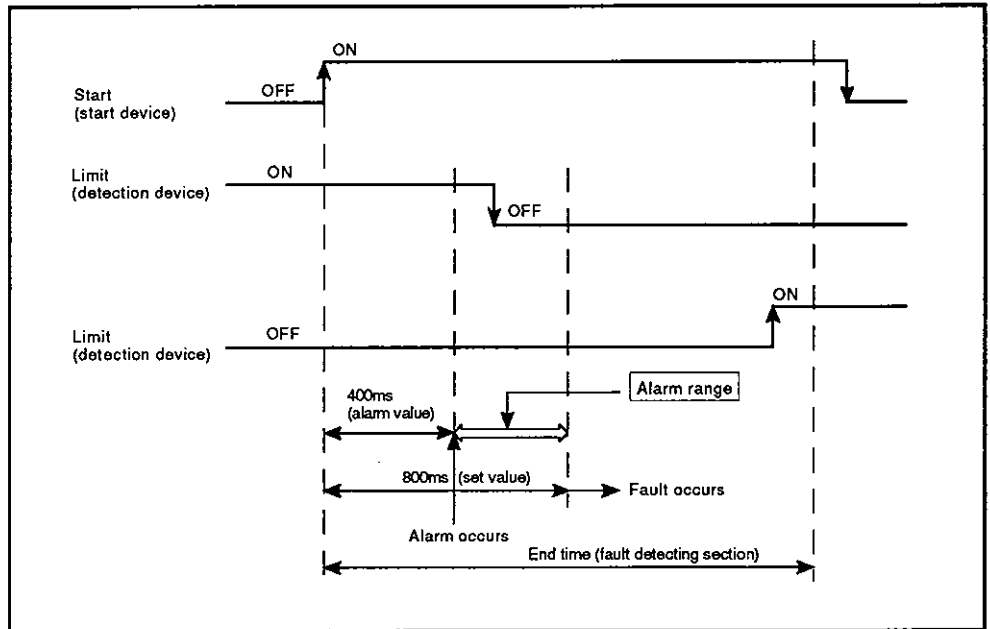 ON
Start
(start device)
OFF
Limit
(detection device)
ON
OFF
ON
Limit
(detection device)
OFF
400ms
(alarm value)
Alarm range
800ms (set value)
Fault occurs
Alarm occurs
End time (fault detecting section)